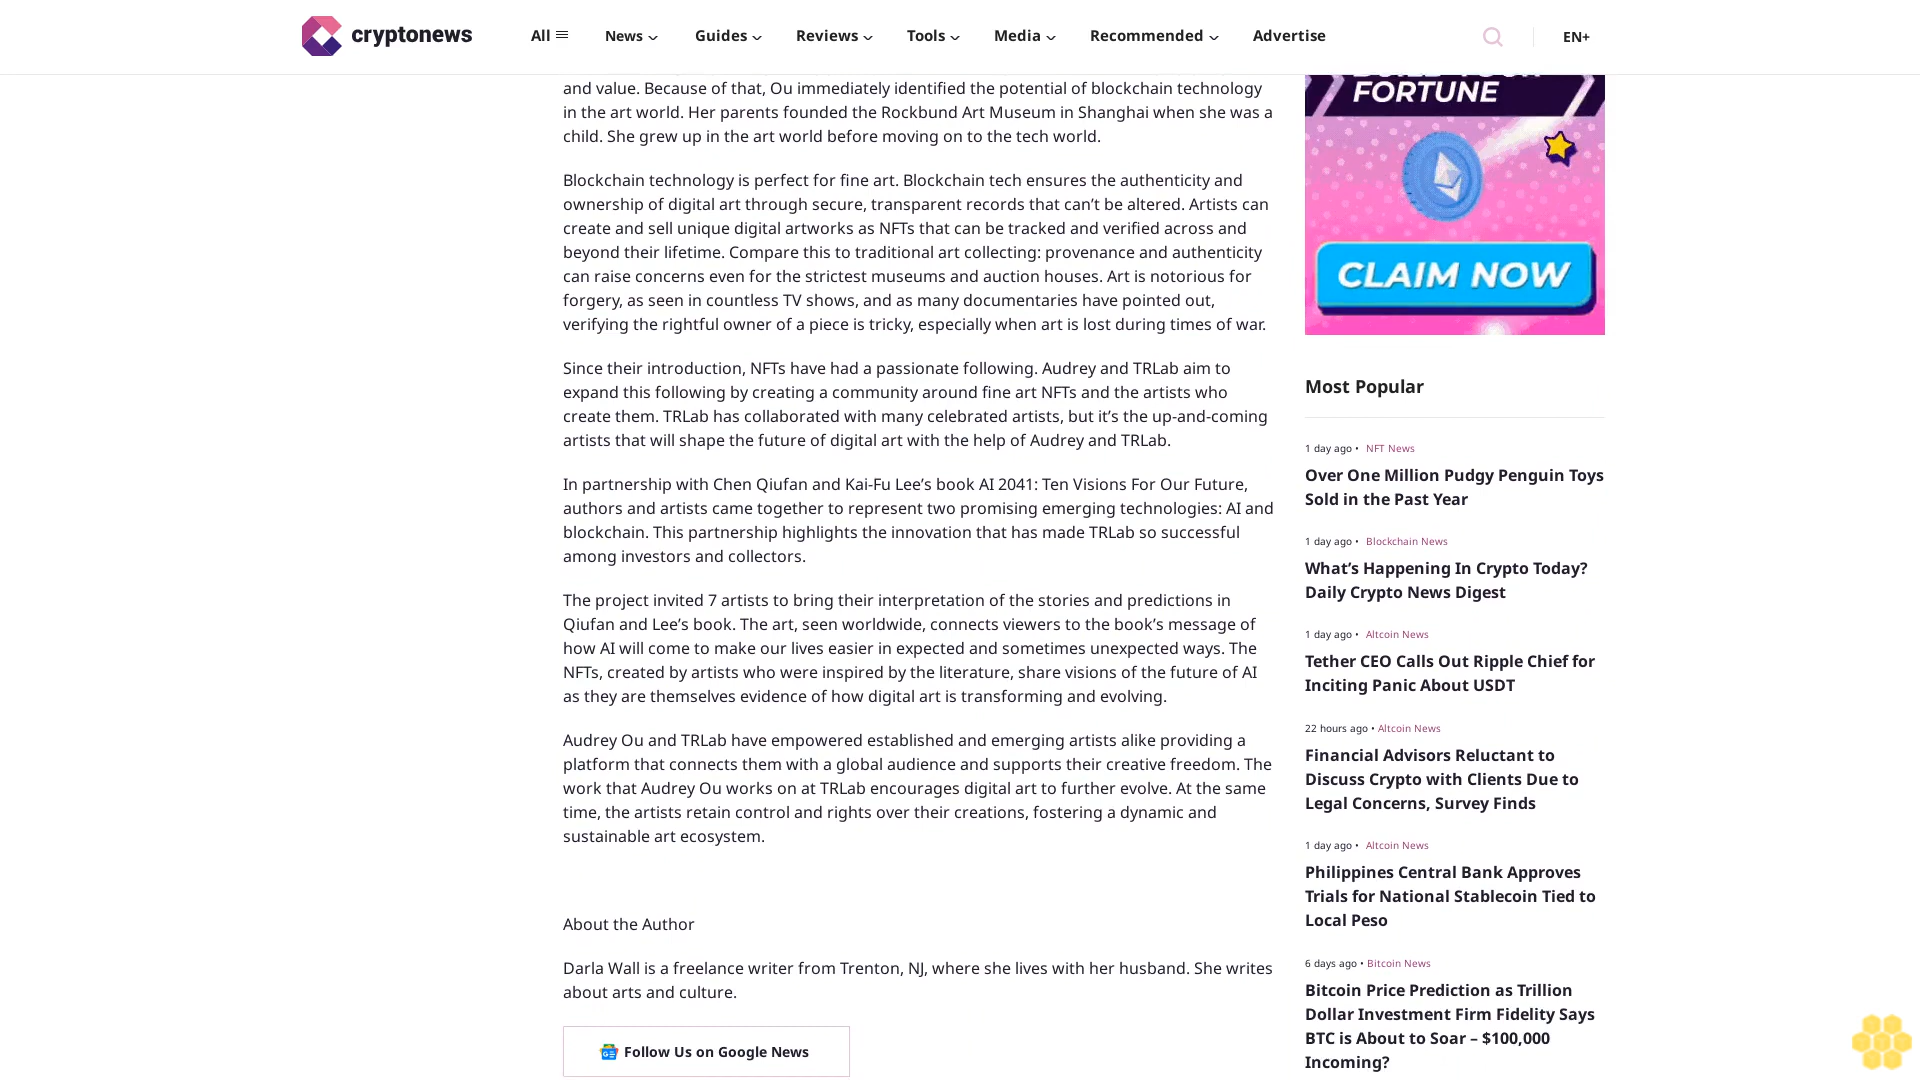 cryptonews
All
News
Guides
Reviews
Tools
Media
Recommended
Advertise
EN+
and value. Because of that, Ou immediately identified the potential of blockchain technology
in the art world. Her parents founded the Rockbund Art Museum in Shanghai when she was a
child. She grew up in the art world before moving on to the tech world.
Blockchain technology is perfect for fine art. Blockchain tech ensures the authenticity and
ownership of digital art through secure, transparent records that can’t be altered. Artists can
create and sell unique digital artworks as NFTs that can be tracked and verified across and
beyond their lifetime. Compare this to traditional art collecting: provenance and authenticity
can raise concerns even for the strictest museums and auction houses. Art is notorious for
forgery, as seen in countless TV shows, and as many documentaries have pointed out,
verifying the rightful owner of a piece is tricky, especially when art is lost during times of war.
Since their introduction, NFTs have had a passionate following. Audrey and TRLab aim to
expand this following by creating a community around fine art NFTs and the artists who
create them. TRLab has collaborated with many celebrated artists, but it’s the up-and-coming
artists that will shape the future of digital art with the help of Audrey and TRLab.
In partnership with Chen Qiufan and Kai-Fu Lee’s book AI 2041: Ten Visions For Our Future,
authors and artists came together to represent two promising emerging technologies: AI and
blockchain. This partnership highlights the innovation that has made TRLab so successful
among investors and collectors.
The project invited 7 artists to bring their interpretation of the stories and predictions in
Qiufan and Lee’s book. The art, seen worldwide, connects viewers to the book’s message of
how AI will come to make our lives easier in expected and sometimes unexpected ways. The
NFTs, created by artists who were inspired by the literature, share visions of the future of AI
as they are themselves evidence of how digital art is transforming and evolving.
Audrey Ou and TRLab have empowered established and emerging artists alike providing a
platform that connects them with a global audience and supports their creative freedom. The
work that Audrey Ou works on at TRLab encourages digital art to further evolve. At the same
time, the artists retain control and rights over their creations, fostering a dynamic and
sustainable art ecosystem.
About the Author
Darla Wall is a freelance writer from Trenton, NJ, where she lives with her husband. She writes
about arts and culture.
Follow Us on Google News
FORTUNE
CLAIM NOW
Most Popular
1 day ago • NFT News
Over One Million Pudgy Penguin Toys
Sold in the Past Year
1 day ago • Blockchain News
What’s Happening In Crypto Today?
Daily Crypto News Digest
1 day ago • Altcoin News
Tether CEO Calls Out Ripple Chief for
Inciting Panic About USDT
22 hours ago • Altcoin News
Financial Advisors Reluctant to
Discuss Crypto with Clients Due to
Legal Concerns, Survey Finds
1 day ago • Altcoin News
Philippines Central Bank Approves
Trials for National Stablecoin Tied to
Local Peso
6 days ago • Bitcoin News
Bitcoin Price Prediction as Trillion
Dollar Investment Firm Fidelity Says
BTC is About to Soar – $100,000
Incoming?